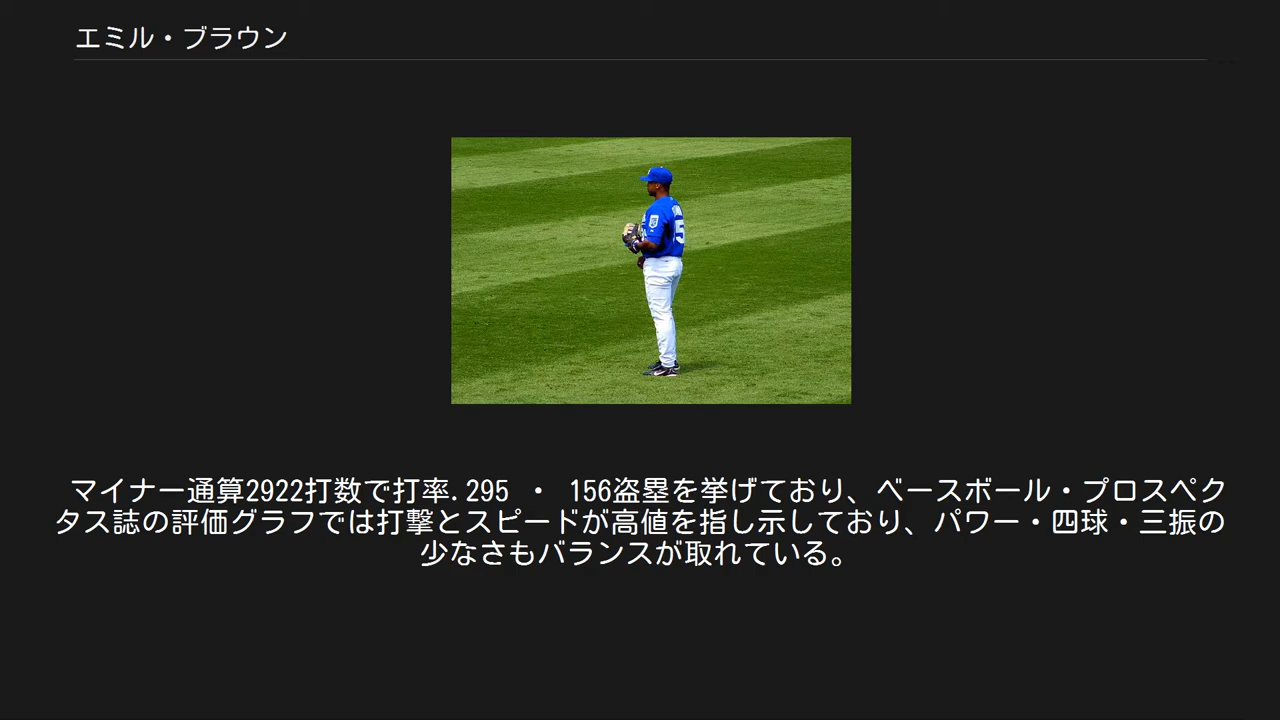 エミル・ブラウン
5
マイナー通算2922打数で打率.295 ・ 156盗塁を挙げており、ベースボール・プロスペク
タス誌の評価グラフでは打撃とスピードが高値を指し示しており、パワー・四球・三振の
少なさもバランスが取れている。